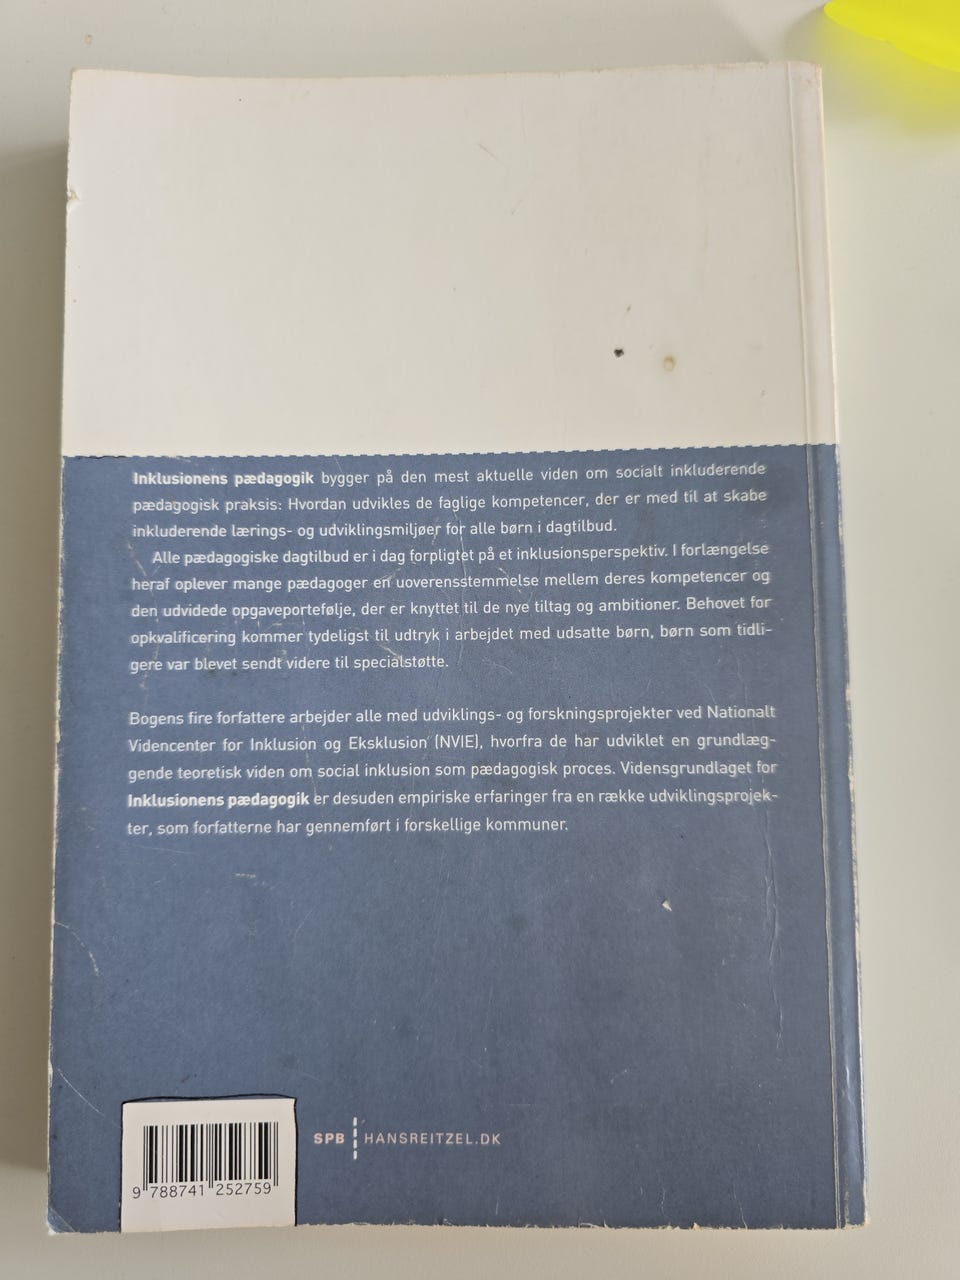 Inklusionens pædagogik bygger på den mest aktuelle viden om socialt inkluderende
pædagogisk praksis: Hvordan udvikles de faglige kompetencer, der er med til at skabe
inkluderende lærings- og udviklingsmiljøer for alle børn i dagtilbud.
Alle pædagogiske dagtilbud er i dag forpligtet på et inklusionsperspektiv. I forlængelse
heraf oplever mange pædagoger en uoverensstemmelse mellem deres kompetencer og
den udvidede opgaveportefølje, der er knyttet til de nye tiltag og ambitioner. Behovet for
opkvalificering kommer tydeligst til udtryk i arbejdet med udsatte børn, børn som tidli-
gere var blevet sendt videre til specialstøtte.
Bogens fire forfattere arbejder alle med udviklings- og forskningsprojekter ved Nationalt
Videncenter for Inklusion og Eksklusion (NVIE), hvorfra de har udviklet en grundlæg-
gende teoretisk viden om social inklusion som pædagogisk proces. Vidensgrundlaget for
Inklusionens pædagogik er desuden empiriske erfaringer fra en række udviklingsprojek-
ter, som forfatterne har gennemført i forskellige kommuner.
SPB HANSREITZEL.DK
9 788741 252759